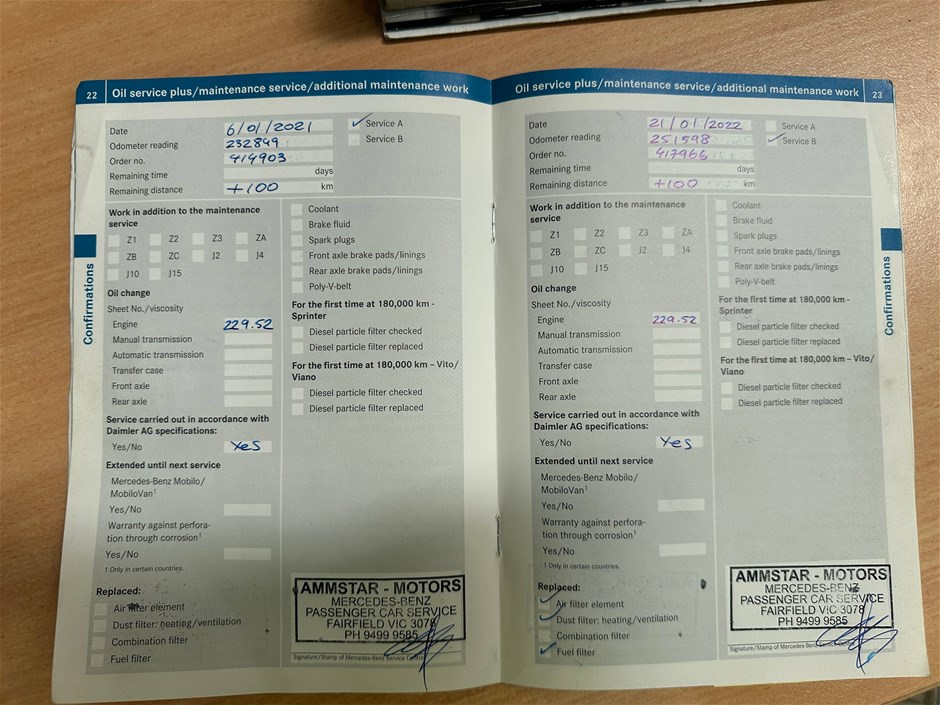 22 Oil service plus/maintenance service/additional maintenance work
Date 6/01/2021
Odometer reading 232899
Order no. 414903
Remaining time days
Remaining distance +100 km
Service A
Service B
Work in addition to the maintenance
service
Z1 Z2 Z3 ZA
ZB ZC J2 J4
J10 J15
Oil change
Sheet No./viscosity
Engine 229.52
Manual transmission
Automatic transmission
Transfer case
Front axle
Rear axle
Service carried out in accordance with
Daimler AG specifications:
Yes/No Yes
Extended until next service
Mercedes-Benz Mobilo/
MobiloVan¹
Yes/No
Warranty against perfora-
tion through corrosion¹
Yes/No
¹ Only in certain countries.
Replaced:
Air filter element
Dust filter: heating/ventilation
Combination filter
Fuel filter
Coolant
Brake fluid
Spark plugs
Front axle brake pads/linings
Rear axle brake pads/linings
Poly-V-belt
For the first time at 180,000 km -
Sprinter
Diesel particle filter checked
Diesel particle filter replaced
For the first time at 180,000 km – Vito/
Viano
Diesel particle filter checked
Diesel particle filter replaced
AMMSTAR - MOTORS
MERCEDES-BENZ
PASSENGER CAR SERVICE
FAIRFIELD VIC 3078
PH 9499 9585
Signature/Stamp of Mercedes-Benz Service
Confirmations
Oil service plus/maintenance service/additional maintenance work 23
Date 21/01/2022
Odometer reading 251598
Order no. 417966
Remaining time days
Remaining distance +100 km
Service A
Service B
Work in addition to the maintenance
service
Z1 Z2 Z3 ZA
ZB ZC J2 J4
J10 J15
Oil change
Sheet No./viscosity
Engine 229.52
Manual transmission
Automatic transmission
Transfer case
Front axle
Rear axle
Service carried out in accordance with
Daimler AG specifications:
Yes/No Yes
Extended until next service
Mercedes-Benz Mobilo/
MobiloVan¹
Yes/No
Warranty against perfora-
tion through corrosion¹
Yes/No
¹ Only in certain countries.
Replaced:
Air filter element
Dust filter: heating/ventilation
Combination filter
Fuel filter
Coolant
Brake fluid
Spark plugs
Front axle brake pads/linings
Rear axle brake pads/linings
Poly-V-belt
For the first time at 180,000 km -
Sprinter
Diesel particle filter checked
Diesel particle filter replaced
For the first time at 180,000 km – Vito/
Viano
Diesel particle filter checked
Diesel particle filter replaced
AMMSTAR - MOTORS
MERCEDES-BENZ
PASSENGER CAR SERVICE
FAIRFIELD VIC 3078
PH 9499 9585
Signature/Stamp of Mercedes-Benz Service
Confirmations